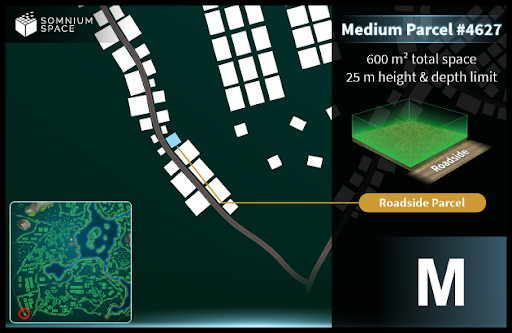 SOMNIUM
SPACE
Medium Parcel #4627
600 m² total space
25 m height & depth limit
Roadside
Roadside Parcel
M